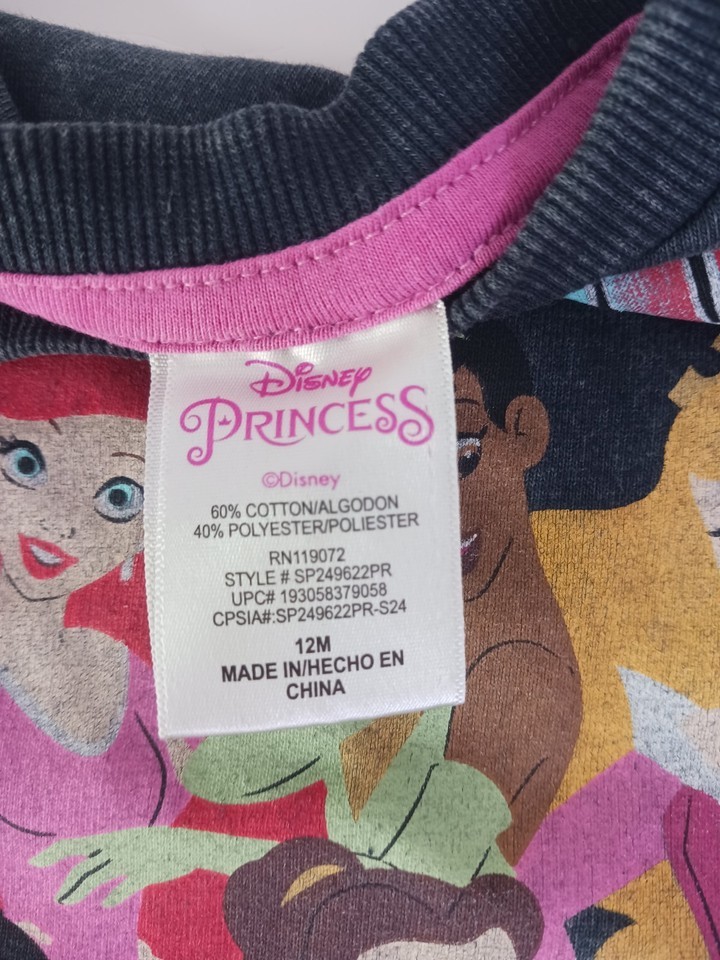 Disney
PRINCESS
©Disney
60% COTTON/ALGODON
40% POLYESTER/POLIESTER
RN119072
STYLE # SP249622PR
UPC# 193058379058
CPSIA#:SP249622PR-S24
12M
MADE IN/HECHO EN
CHINA